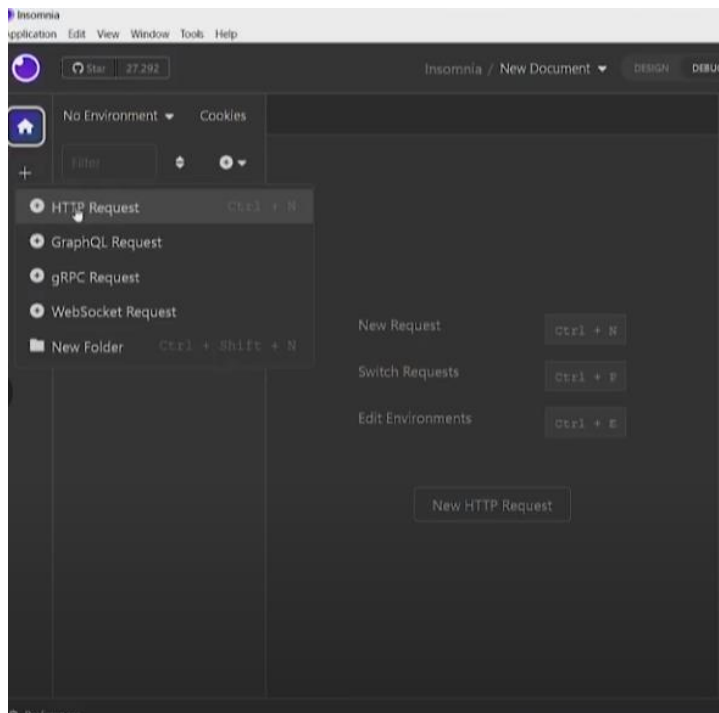 Insomnia
Application Edit View Window Tools Help
Star 27.292
Insomnia / New Document
DESIGN
No Environment
Cookies
Filter
HTTP Request Ctrl + N
GraphQL Request
gRPC Request
WebSocket Request
New Folder Ctrl + Shift + N
New Request Ctrl + N
Switch Requests Ctrl + P
Edit Environments Ctrl + E
New HTTP Request